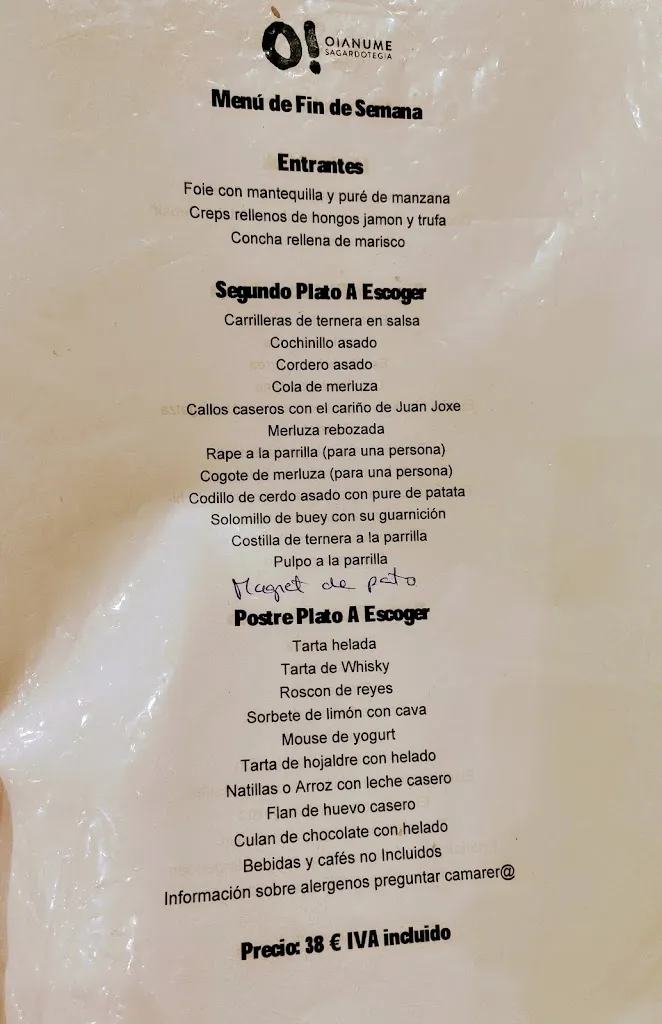 Ò! OIANUME
SAGARDOTEGIA
Menú de Fin de Semana
Entrantes
Foie con mantequilla y puré de manzana
Creps rellenos de hongos jamon y trufa
Concha rellena de marisco
Segundo Plato A Escoger
Carrilleras de ternera en salsa
Cochinillo asado
Cordero asado
Cola de merluza
Callos caseros con el cariño de Juan Joxe
Merluza rebozada
Rape a la parrilla (para una persona)
Cogote de merluza (para una persona)
Codillo de cerdo asado con pure de patata
Solomillo de buey con su guarnición
Costilla de ternera a la parrilla
Pulpo a la parrilla
Magret de pato
Postre Plato A Escoger
Tarta helada
Tarta de Whisky
Roscon de reyes
Sorbete de limón con cava
Mouse de yogurt
Tarta de hojaldre con helado
Natillas o Arroz con leche casero
Flan de huevo casero
Culan de chocolate con helado
Bebidas y cafés no Incluidos
Información sobre alergenos preguntar camarer@
Precio: 38 € IVA incluido